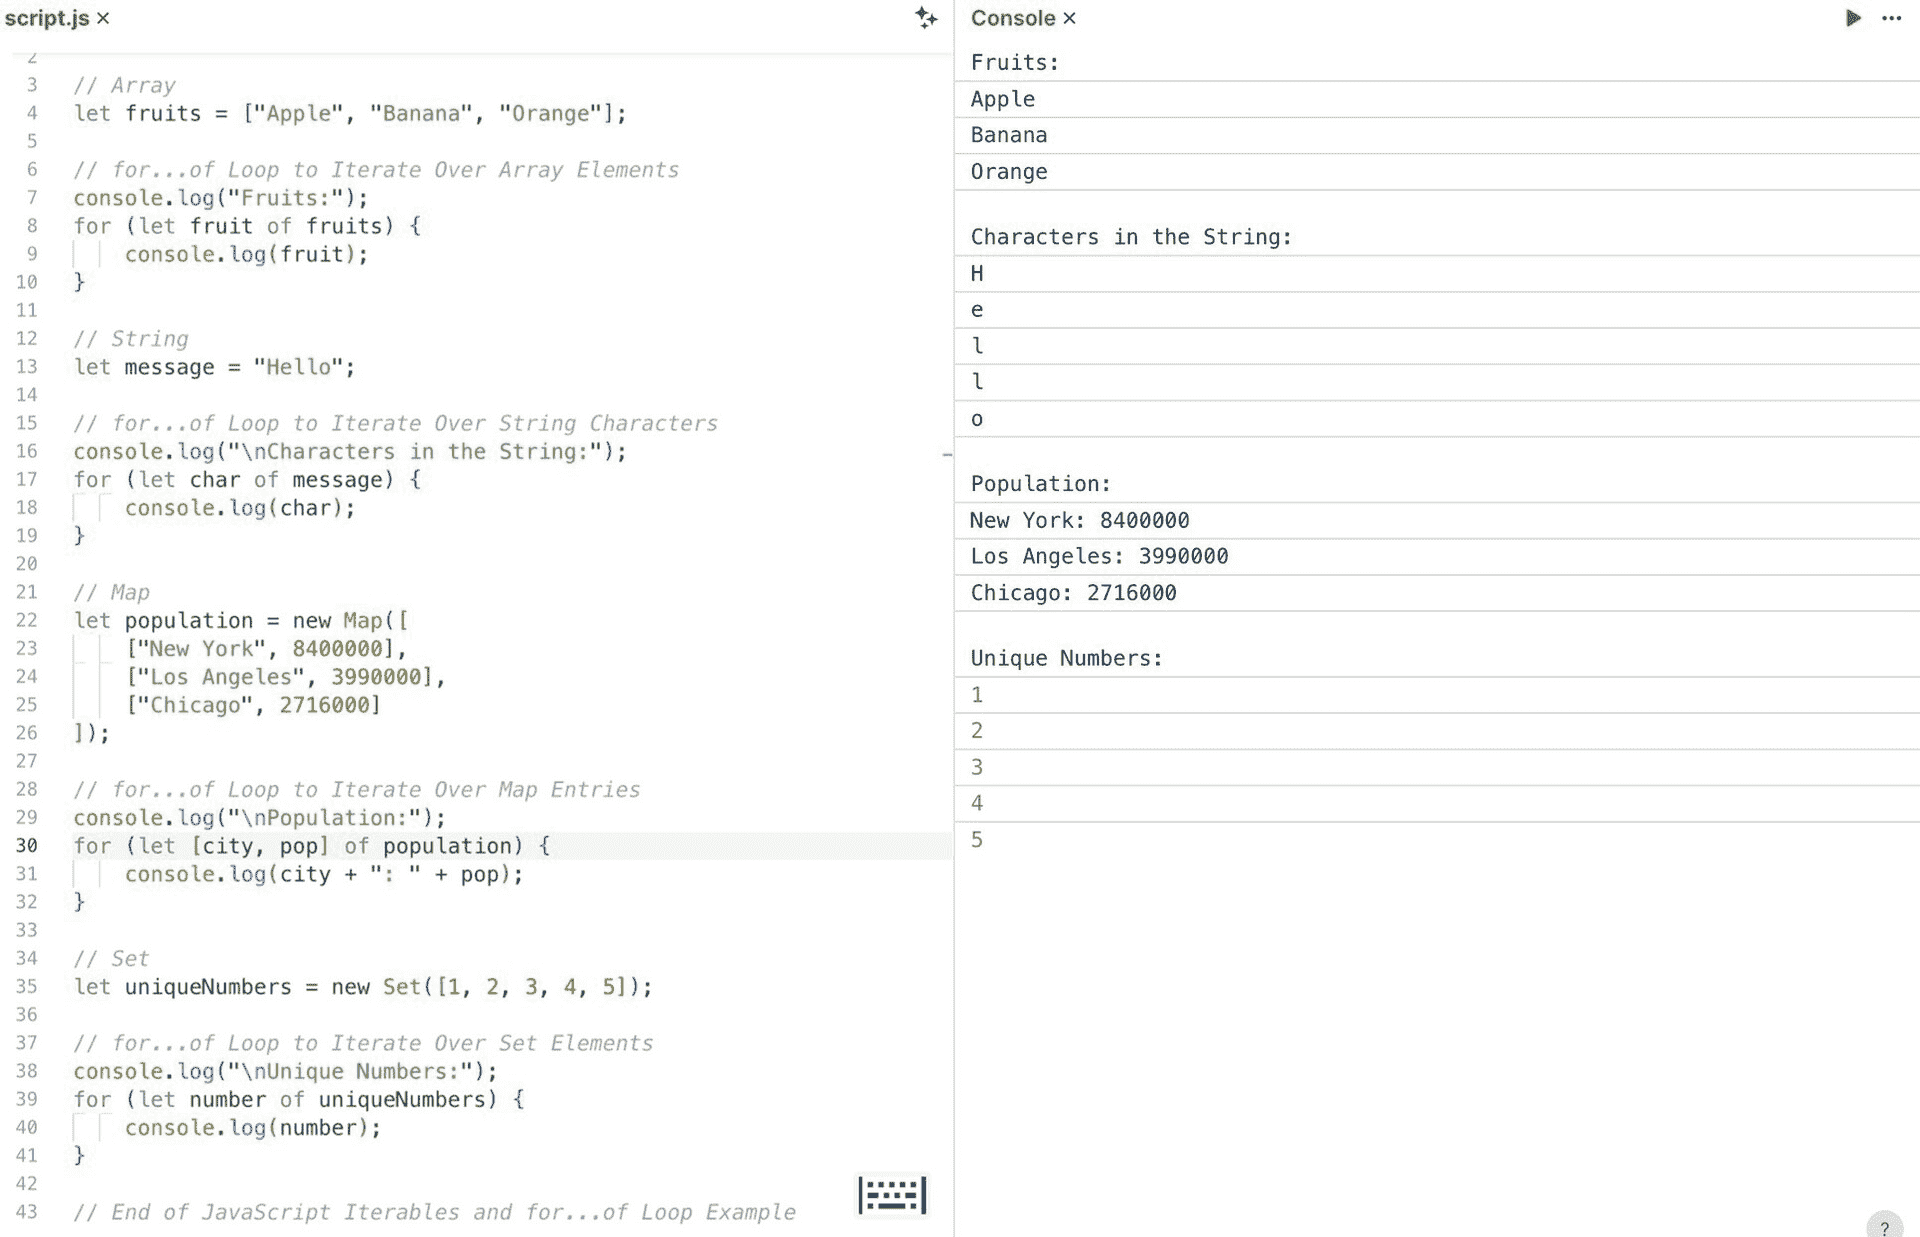 script.js ×
2
3 // Array
4 let fruits = ["Apple", "Banana", "Orange"];
5
6 // for...of Loop to Iterate Over Array Elements
7 console.log("Fruits:");
8 for (let fruit of fruits) {
9 console.log(fruit);
10 }
11
12 // String
13 let message = "Hello";
14
15 // for...of Loop to Iterate Over String Characters
16 console.log("\nCharacters in the String:");
17 for (let char of message) {
18 console.log(char);
19 }
20
21 // Map
22 let population = new Map([
23 ["New York", 8400000],
24 ["Los Angeles", 3990000],
25 ["Chicago", 2716000]
26 ]);
27
28 // for...of Loop to Iterate Over Map Entries
29 console.log("\nPopulation:");
30 for (let [city, pop] of population) {
31 console.log(city + ": " + pop);
32 }
33
34 // Set
35 let uniqueNumbers = new Set([1, 2, 3, 4, 5]);
36
37 // for...of Loop to Iterate Over Set Elements
38 console.log("\nUnique Numbers:");
39 for (let number of uniqueNumbers) {
40 console.log(number);
41 }
42
43 // End of JavaScript Iterables and for...of Loop Example
Console ×
Fruits:
Apple
Banana
Orange
Characters in the String:
H
e
l
l
o
Population:
New York: 8400000
Los Angeles: 3990000
Chicago: 2716000
Unique Numbers:
1
2
3
4
5
?